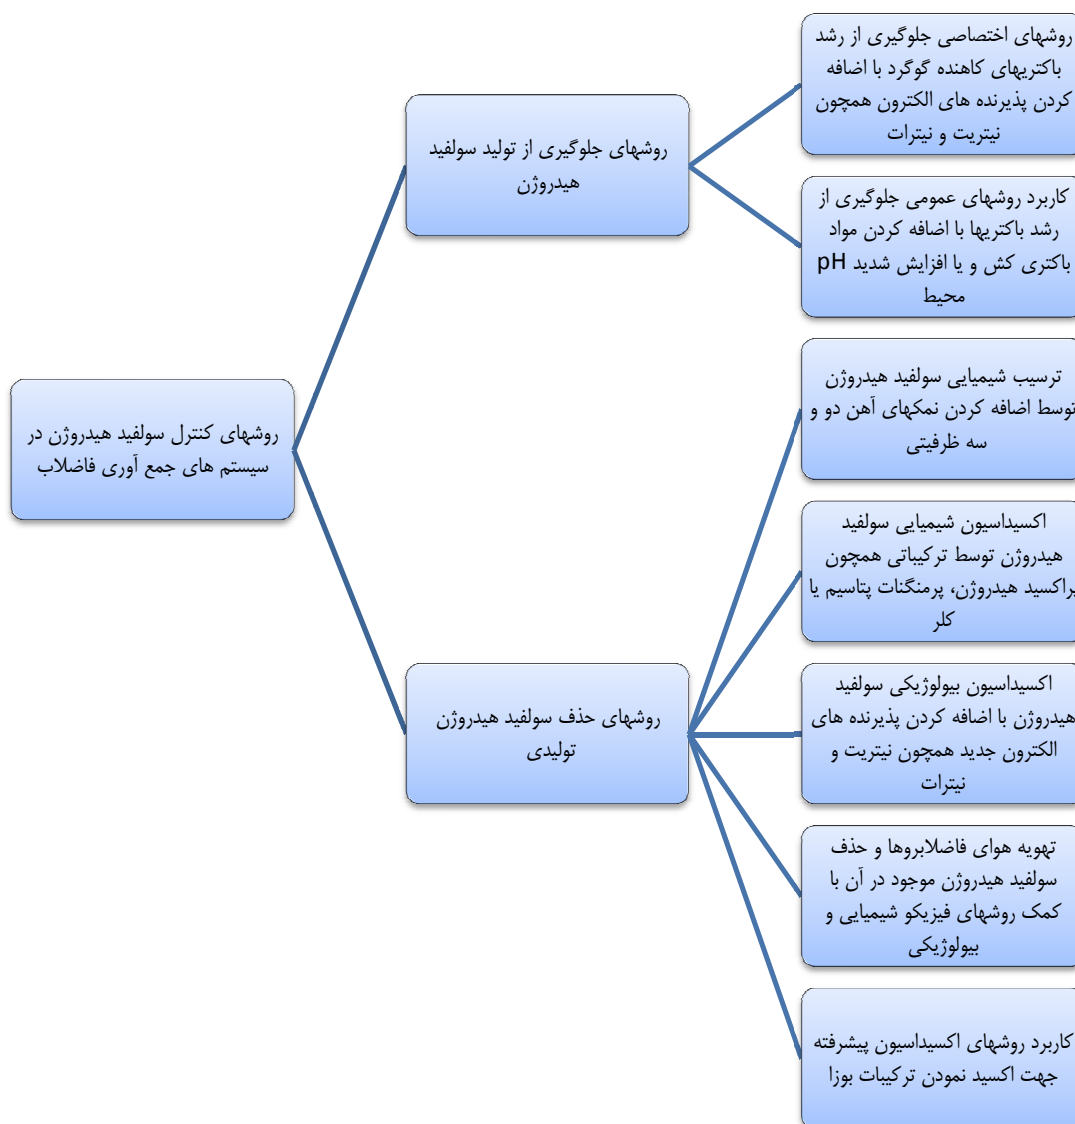 روشهای کنترل سولفید هیدروژن در
سیستم های جمع آوری فاضلاب
روشهای جلوگیری از تولید سولفید
هیدروژن
روشهای اختصاصی جلوگیری از رشد
باکتریهای کاهنده گوگرد با اضافه
کردن پذیرنده های الکترون همچون
نیتریت و نیترات
کاربرد روشهای عمومی جلوگیری از
رشد باکتریها با اضافه کردن مواد
باکتری کش و یا افزایش شدید pH
محیط
روشهای حذف سولفید هیدروژن
تولیدی
ترسیب شیمیایی سولفید هیدروژن
توسط اضافه کردن نمکهای آهن دو و
سه ظرفیتی
اکسیداسیون شیمیایی سولفید
هیدروژن توسط ترکیباتی همچون
پراکسید هیدروژن، پرمنگنات پتاسیم یا
کلر
اکسیداسیون بیولوژیکی سولفید
هیدروژن با اضافه کردن پذیرنده های
الکترون جدید همچون نیتریت و
نیترات
تهویه هوای فاضلابروها و حذف
سولفید هیدروژن موجود در آن با
کمک روشهای فیزیکو شیمیایی و
بیولوژیکی
کاربرد روشهای اکسیداسیون پیشرفته
جهت اکسید نمودن ترکیبات بوزا